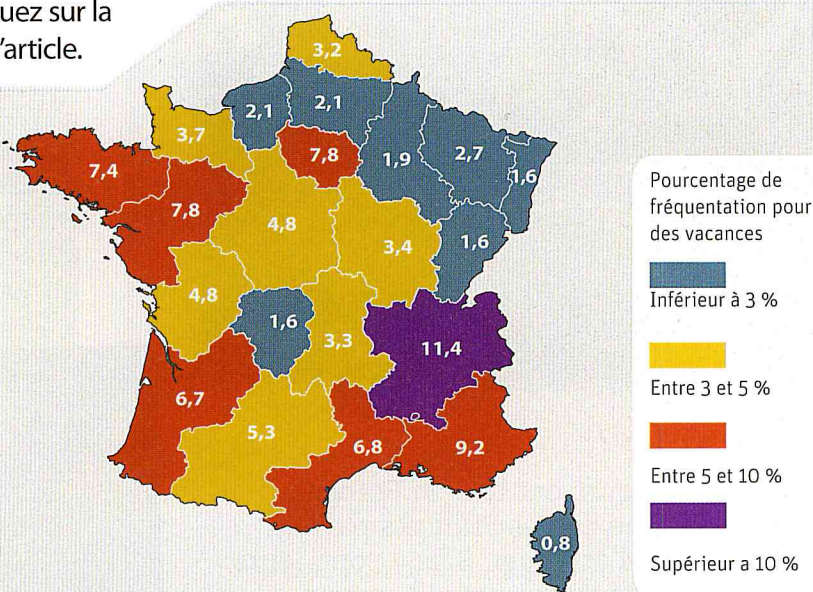 uez sur la
'article.
3,2
2,1
2,1
3,7
7,8
1,9
2,7
1,6
7,4
7,8
4,8
3,4
1,6
4,8
1,6
3,3
11,4
6,7
5,3
6,8
9,2
0,8
Pourcentage de
fréquentation pour
des vacances
Inférieur à 3 %
Entre 3 et 5 %
Entre 5 et 10 %
Supérieur a 10 %